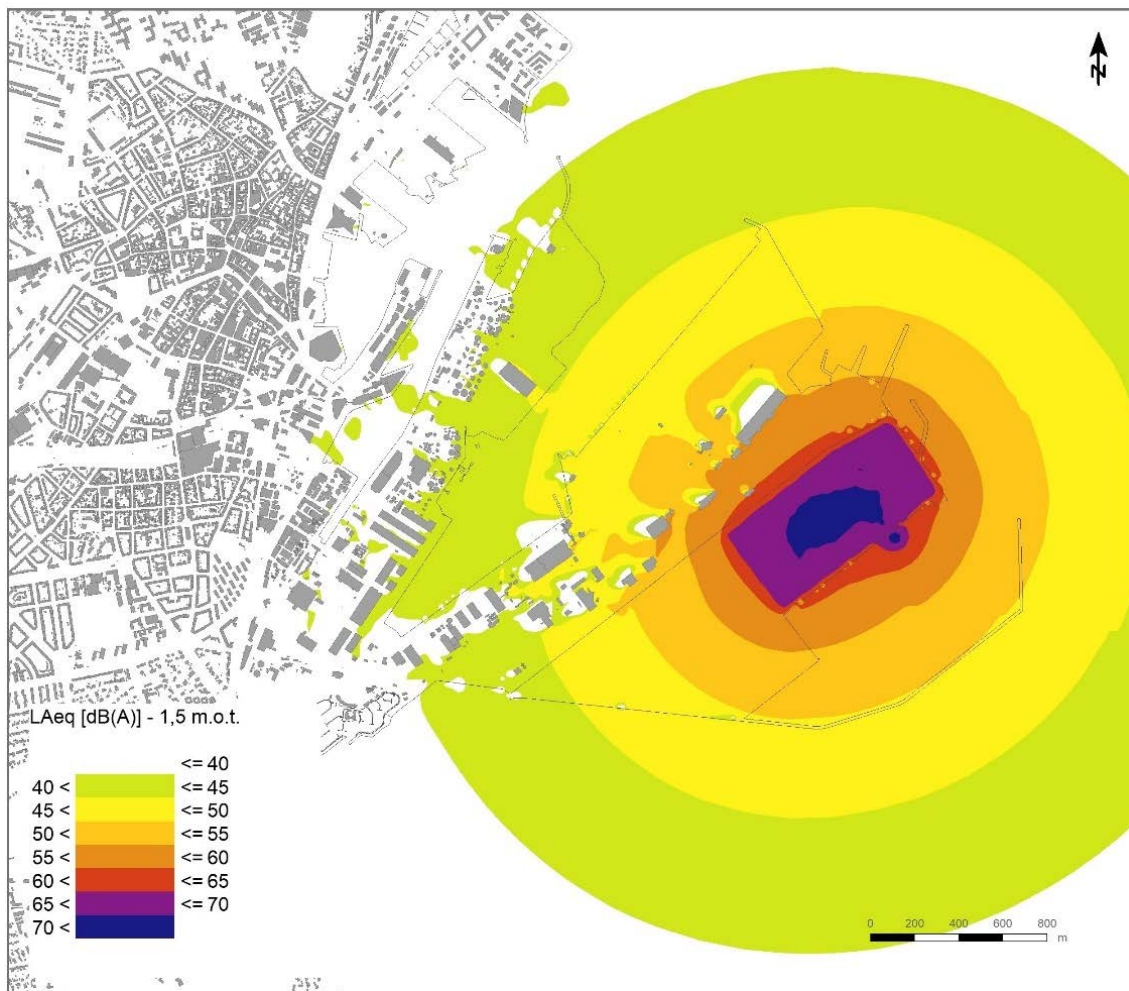 N
LAeq [dB(A)] - 1,5 m.o.t.
<= 40
40 < <= 45
45 < <= 50
50 < <= 55
55 < <= 60
60 < <= 65
65 < <= 70
70 <
0 200 400 600 800
m